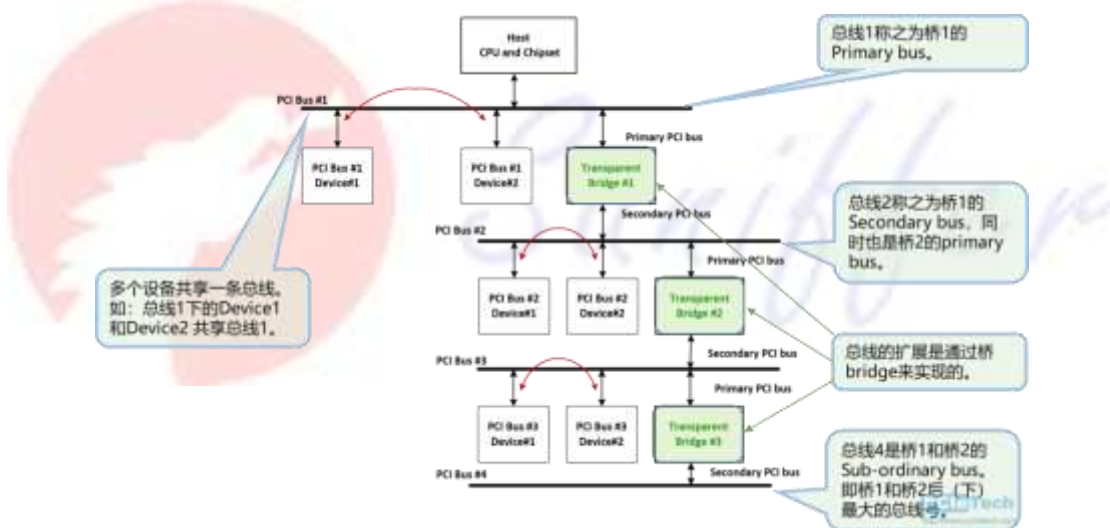 Host
CPU and Chipset
总线1称之为桥1的
Primary bus。
PCI Bus #1
Primary PCI bus
PCI Bus #1
Device#1
PCI Bus #1
Device#2
Transparent
Bridge #1
Secondary PCI bus
总线2称之为桥1的
Secondary bus，同
时也是桥2的primary
bus。
PCI Bus #2
Primary PCI bus
多个设备共享一条总线。
如：总线1下的Device1
和Device2 共享总线1。
PCI Bus #2
Device#1
PCI Bus #2
Device#2
Transparent
Bridge #2
Secondary PCI bus
总线的扩展是通过桥
bridge来实现的。
PCI Bus #3
Primary PCI bus
PCI Bus #3
Device#1
PCI Bus #3
Device#2
Transparent
Bridge #3
总线4是桥1和桥2的
Sub-ordinary bus。
即桥1和桥2后（下）
最大的总线号。
Secondary PCI bus
PCI Bus #4
Tech